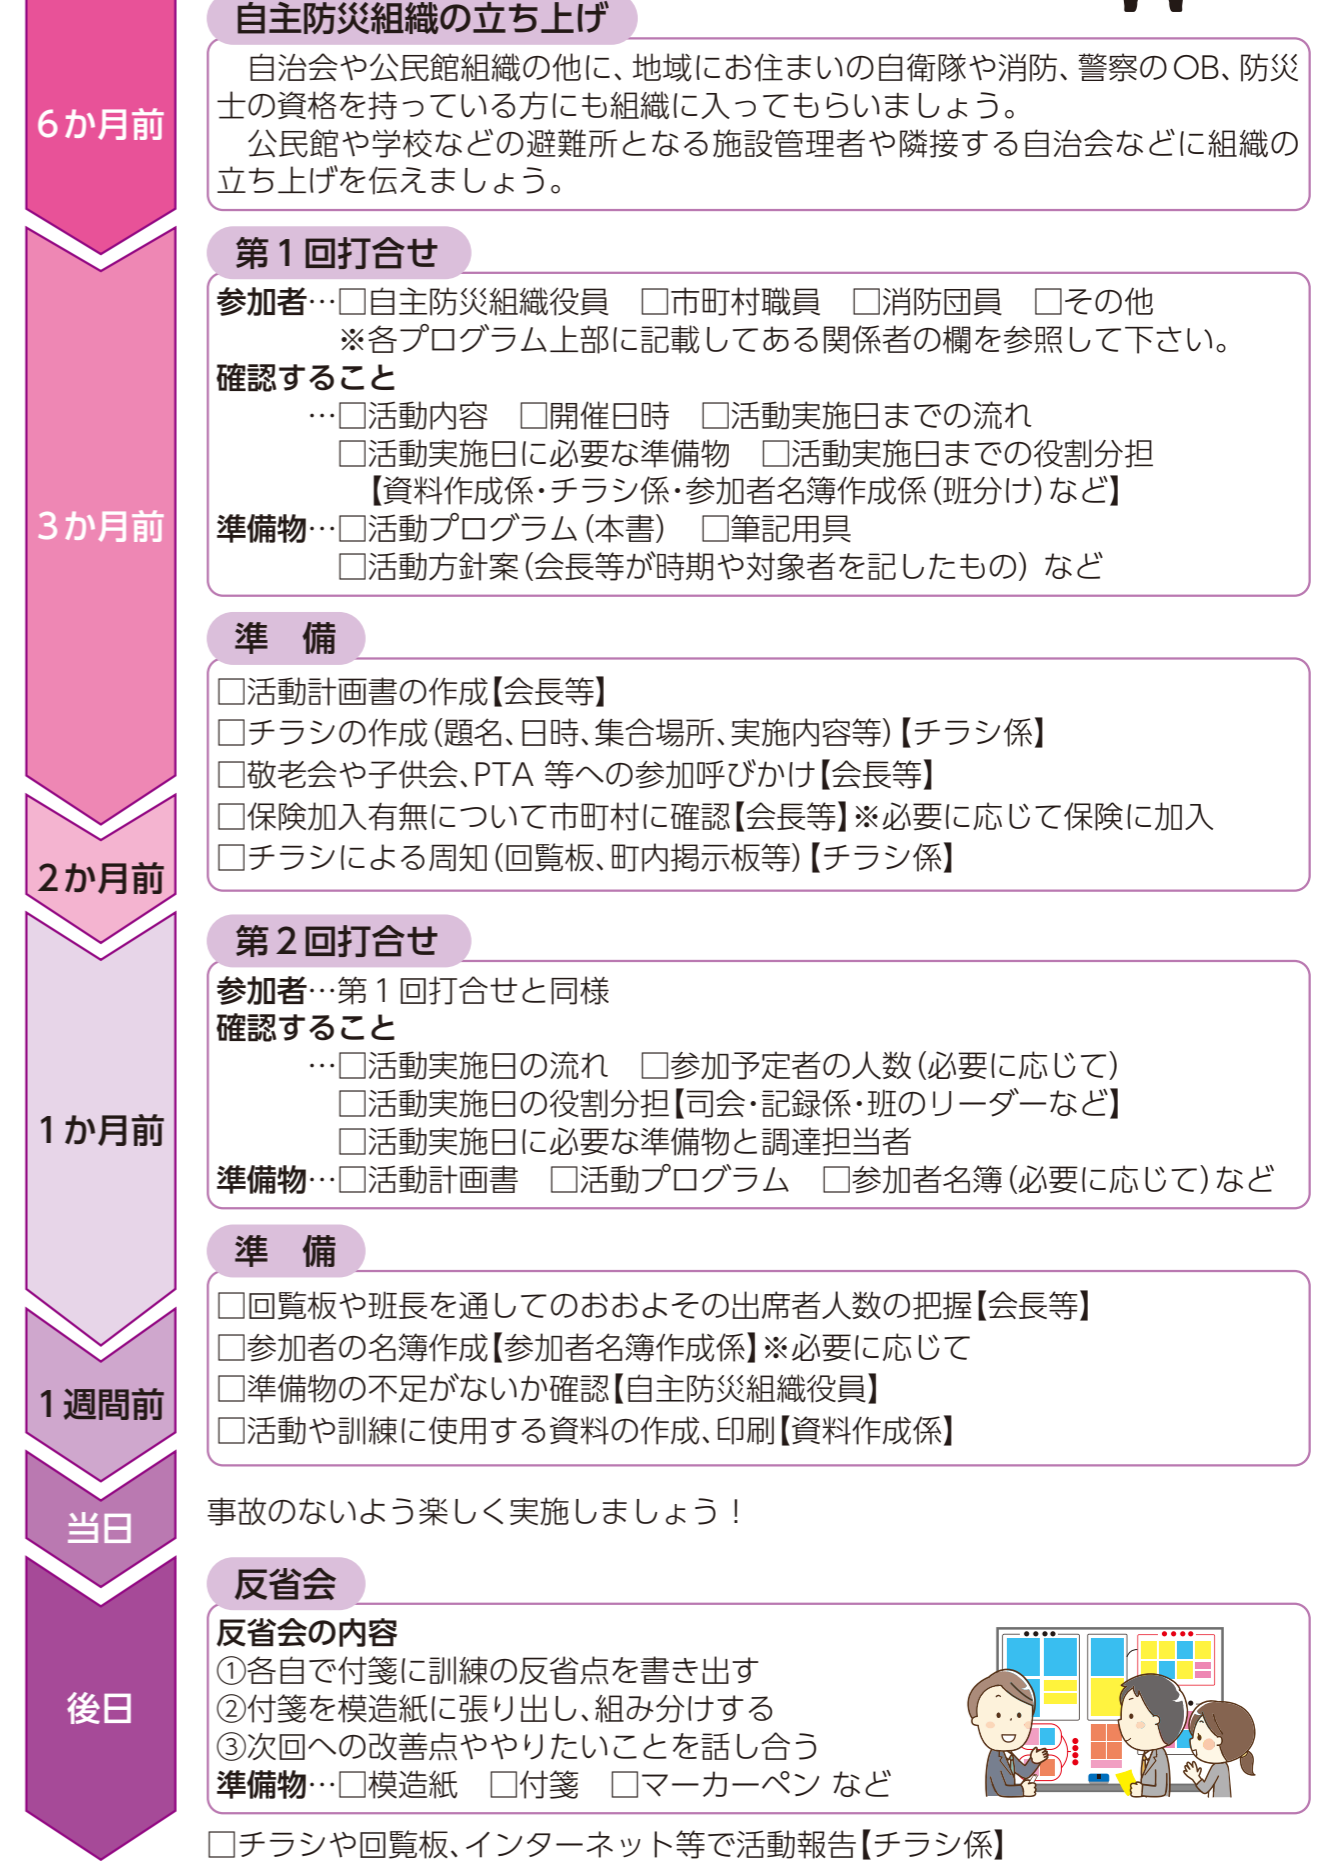 自主防災組織の立ち上げ
6か月前
　自治会や公民館組織の他に、地域にお住まいの自衛隊や消防、警察のOB、防災
士の資格を持っている方にも組織に入ってもらいましょう。
　公民館や学校などの避難所となる施設管理者や隣接する自治会などに組織の
立ち上げを伝えましょう。
3か月前
第1回打合せ
参加者…□自主防災組織役員　□市町村職員　□消防団員　□その他
※各プログラム上部に記載してある関係者の欄を参照して下さい。
確認すること
…□活動内容　□開催日時　□活動実施日までの流れ
□活動実施日に必要な準備物　□活動実施日までの役割分担
【資料作成係・チラシ係・参加者名簿作成係(班分け)など】
準備物…□活動プログラム(本書)　□筆記用具
□活動方針案(会長等が時期や対象者を記したもの) など
準　備
□活動計画書の作成【会長等】
□チラシの作成(題名、日時、集合場所、実施内容等)【チラシ係】
□敬老会や子供会、PTA 等への参加呼びかけ【会長等】
□保険加入有無について市町村に確認【会長等】※必要に応じて保険に加入
2か月前
□チラシによる周知(回覧板、町内掲示板等)【チラシ係】
1か月前
第2回打合せ
参加者…第1回打合せと同様
確認すること
…□活動実施日の流れ　□参加予定者の人数(必要に応じて)
□活動実施日の役割分担【司会・記録係・班のリーダーなど】
□活動実施日に必要な準備物と調達担当者
準備物…□活動計画書　□活動プログラム　□参加者名簿(必要に応じて)など
準　備
□回覧板や班長を通してのおおよその出席者人数の把握【会長等】
□参加者の名簿作成【参加者名簿作成係】※必要に応じて
1週間前
□準備物の不足がないか確認【自主防災組織役員】
□活動や訓練に使用する資料の作成、印刷【資料作成係】
当日
事故のないよう楽しく実施しましょう！
後日
反省会
反省会の内容
①各自で付箋に訓練の反省点を書き出す
②付箋を模造紙に張り出し、組み分けする
③次回への改善点ややりたいことを話し合う
準備物…□模造紙　□付箋　□マーカーペン など
□チラシや回覧板、インターネット等で活動報告【チラシ係】